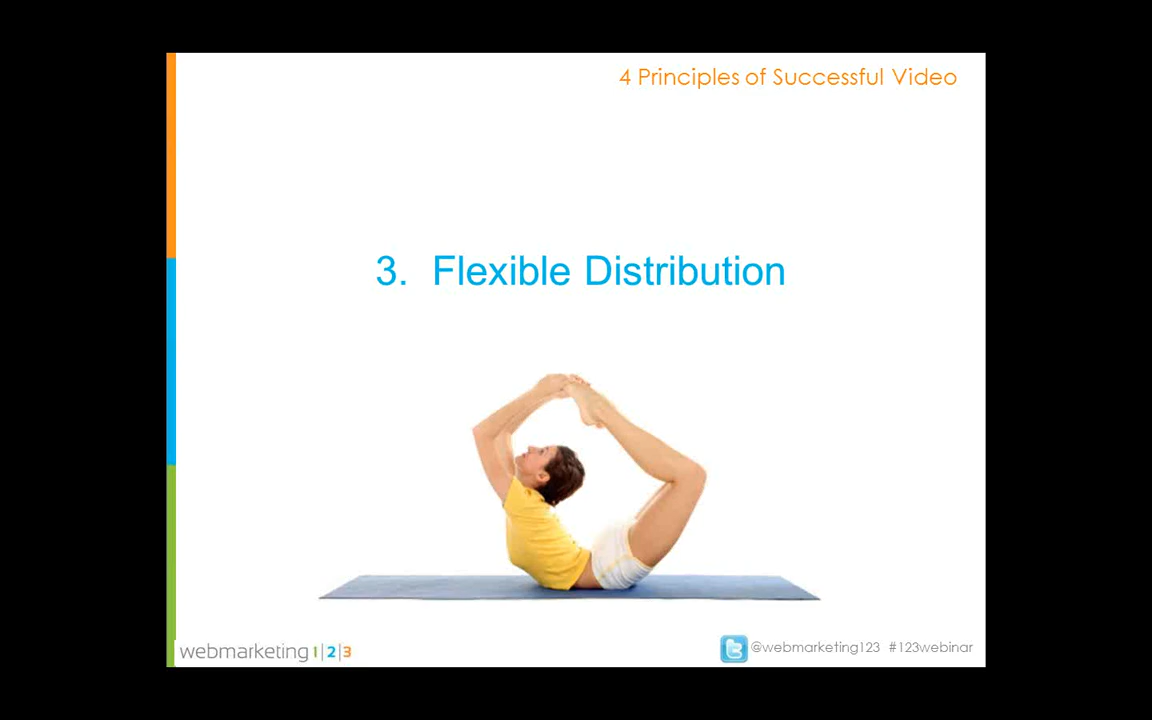 4 Principles of Successful Video
3. Flexible Distribution
webmarketing 1|2|3
@webmarketing123 #123webinar